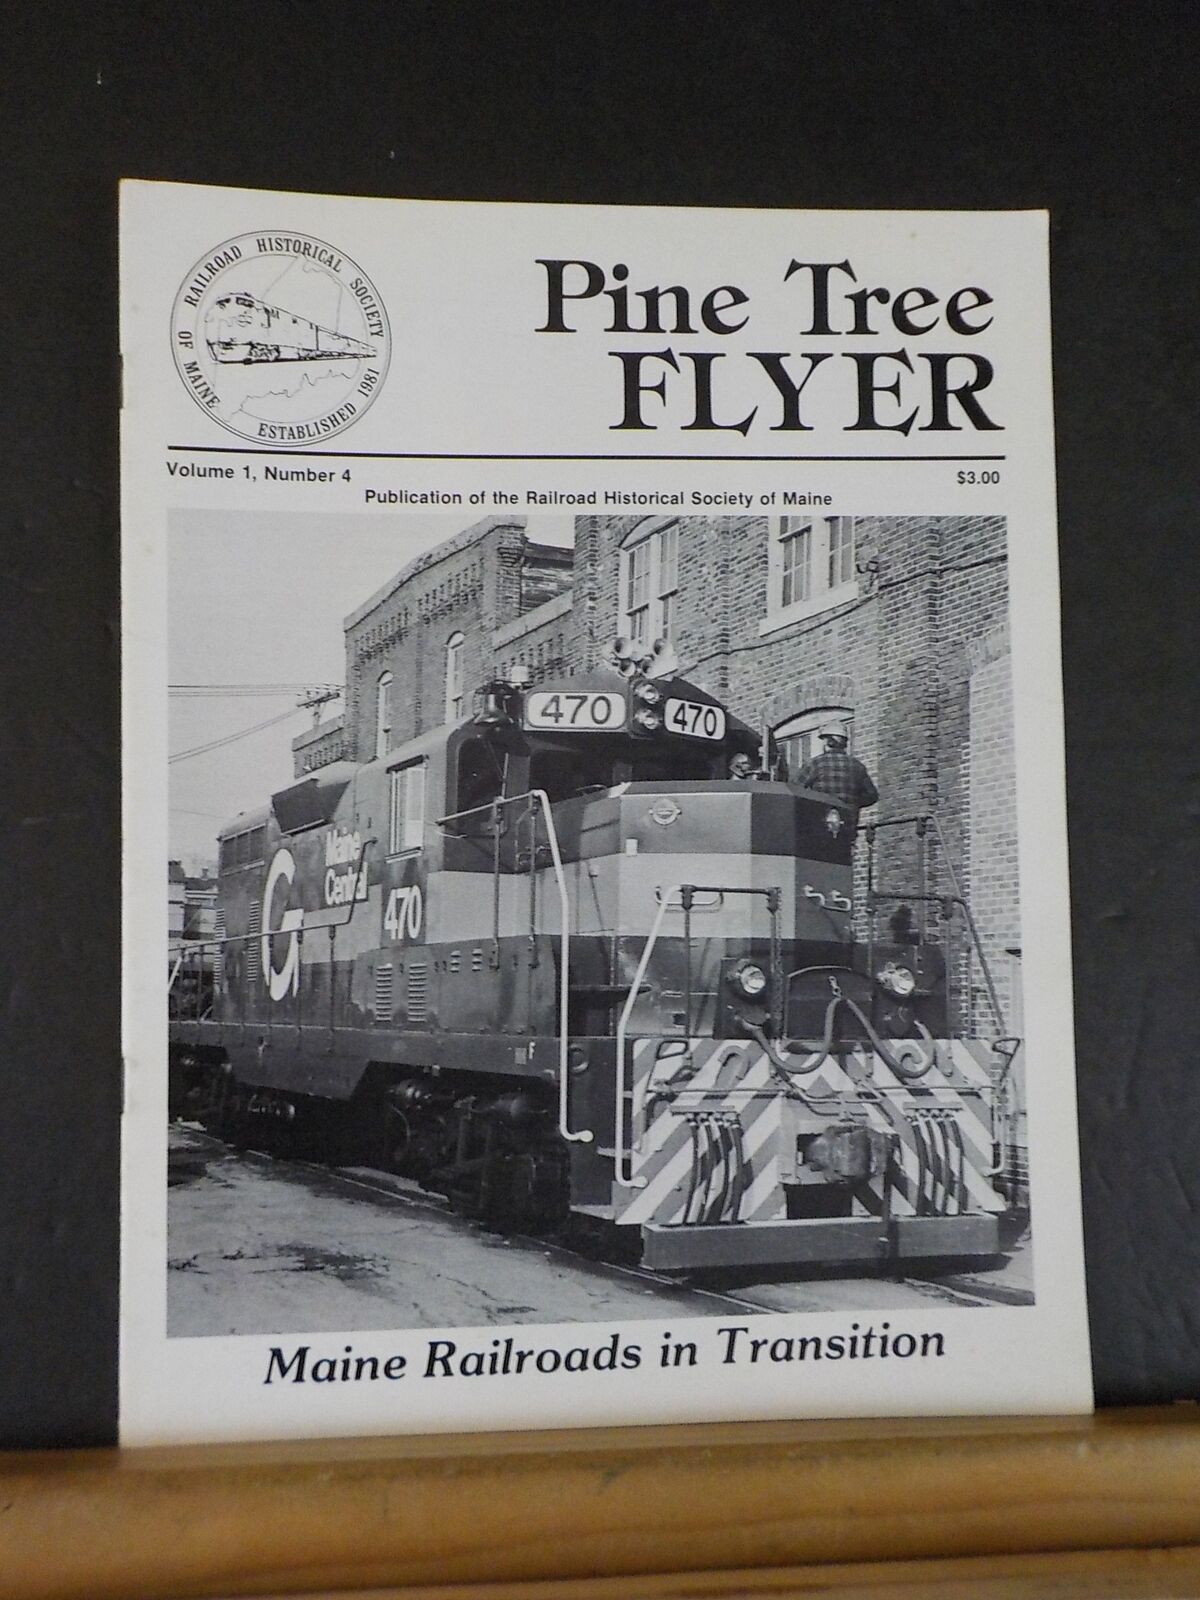 RAILROAD HISTORICAL SOCIETY
OF MAINE
ESTABLISHED 1981
Pine Tree
FLYER
Volume 1, Number 4
$3.00
Publication of the Railroad Historical Society of Maine
470
470
Maine
Central
470
G
F
Maine Railroads in Transition